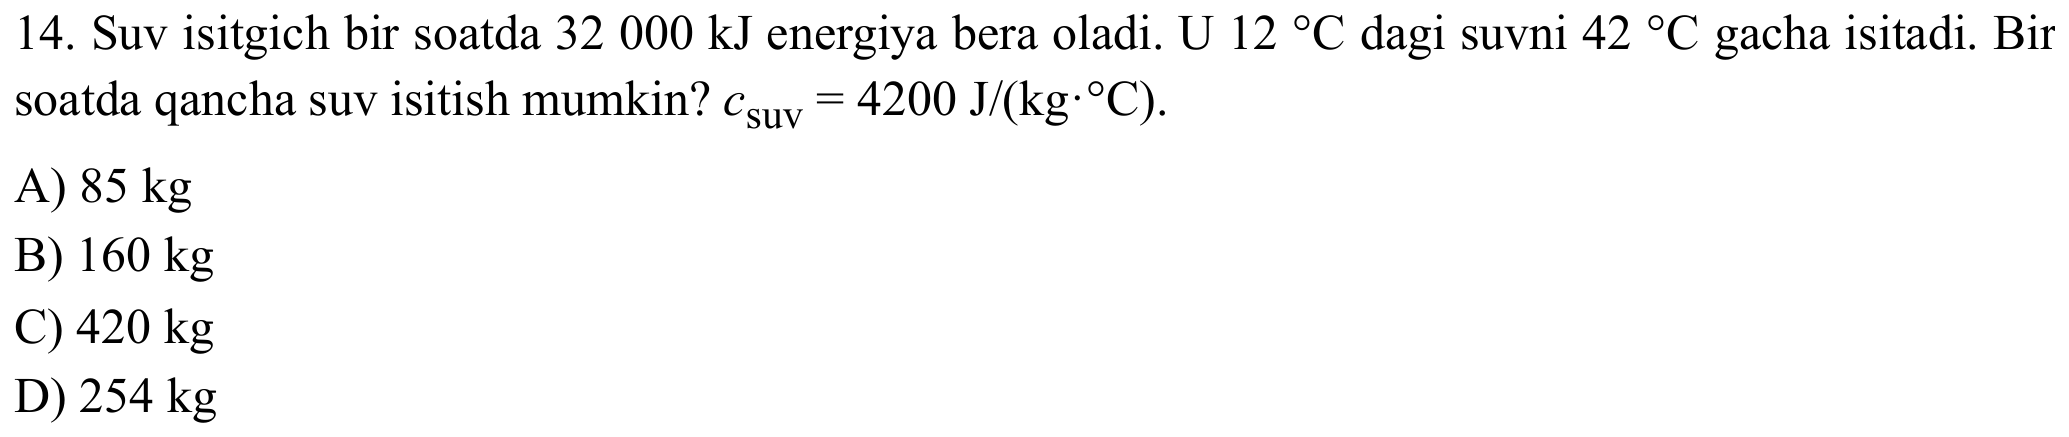 14. Suv isitgich bir soatda 32 000 kJ energiya bera oladi. U 12 °C dagi suvni 42 °C gacha isitadi. Bir
soatda qancha suv isitish mumkin? c_suv = 4200 J/(kg·°C).
A) 85 kg
B) 160 kg
C) 420 kg
D) 254 kg